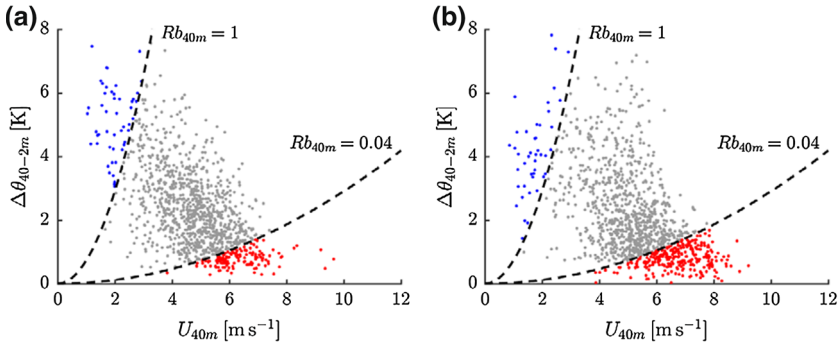 (a)
8
6
4
2
0
Δθ₄₀₋₂ₘ [K]
Rb₄₀ₘ = 1
Rb₄₀ₘ = 0.04
0 2 4 6 8 10 12
U₄₀ₘ [m s⁻¹]
(b)
8
6
4
2
0
Δθ₄₀₋₂ₘ [K]
Rb₄₀ₘ = 1
Rb₄₀ₘ = 0.04
0 2 4 6 8 10 12
U₄₀ₘ [m s⁻¹]